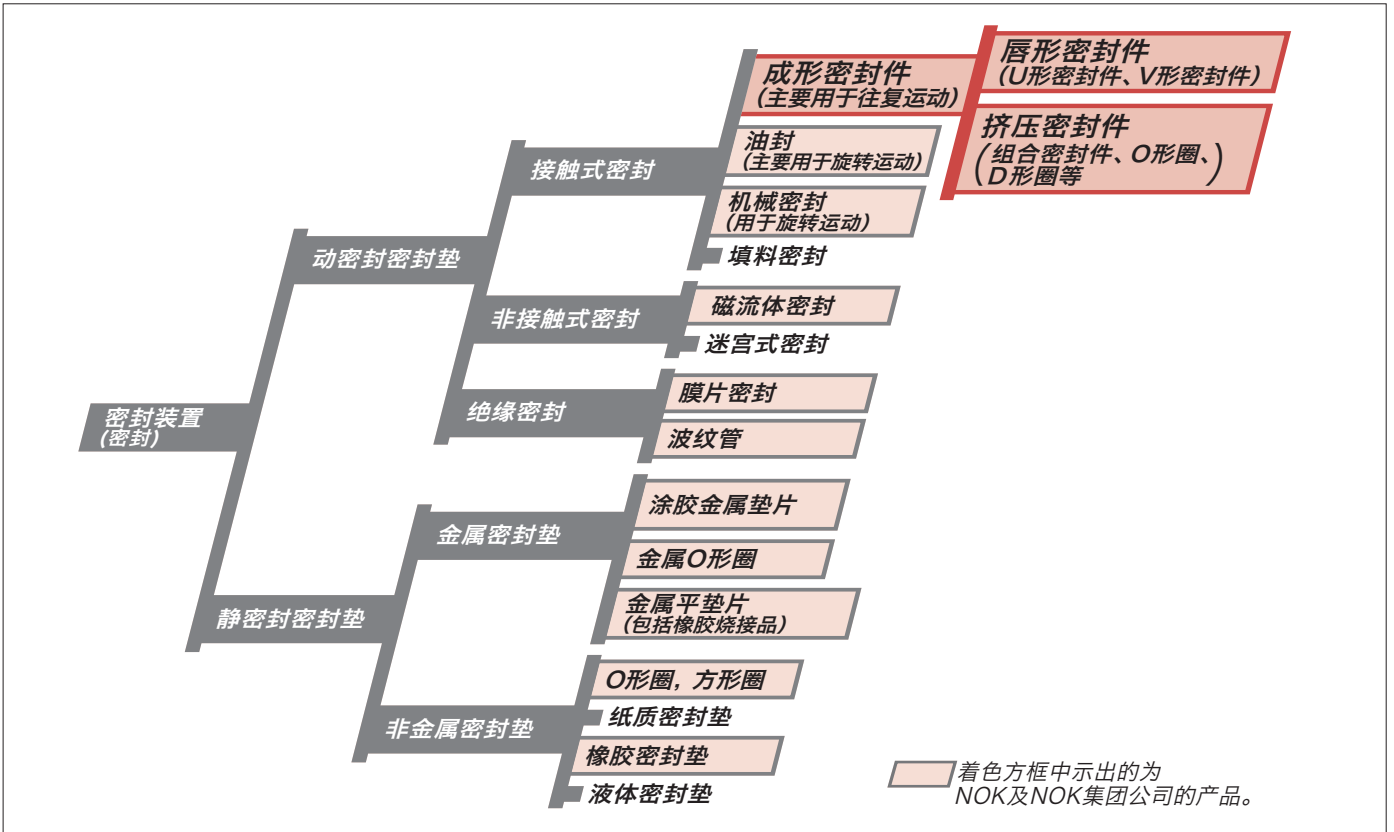 密封装置
(密封)
动密封密封垫
接触式密封
成形密封件
(主要用于往复运动)
唇形密封件
(U形密封件、V形密封件)
挤压密封件
(组合密封件、O形圈、
D形圈等)
油封
(主要用于旋转运动)
机械密封
(用于旋转运动)
填料密封
非接触式密封
磁流体密封
迷宫式密封
绝缘密封
膜片密封
波纹管
静密封密封垫
金属密封垫
涂胶金属垫片
金属O形圈
金属平垫片
(包括橡胶烧接品)
非金属密封垫
O形圈，方形圈
纸质密封垫
橡胶密封垫
液体密封垫
着色方框中示出的为
NOK及NOK集团公司的产品。